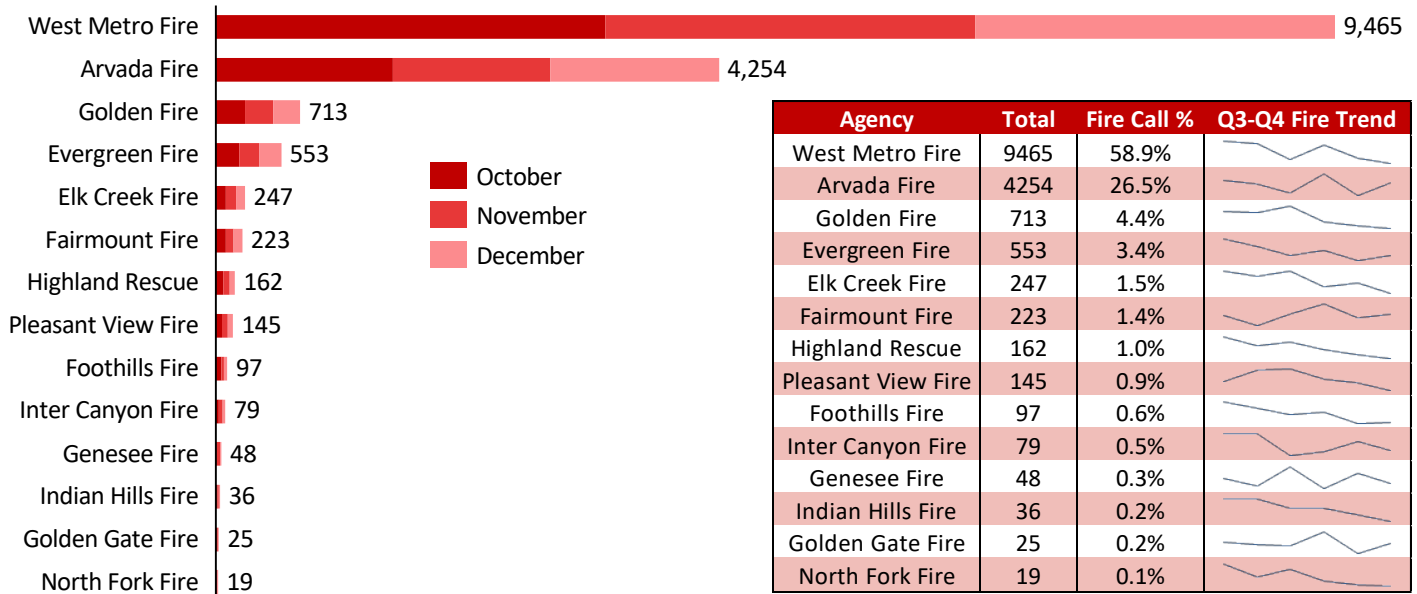 West Metro Fire 9,465
Arvada Fire 4,254
Golden Fire 713
Evergreen Fire 553
Elk Creek Fire 247
Fairmount Fire 223
Highland Rescue 162
Pleasant View Fire 145
Foothills Fire 97
Inter Canyon Fire 79
Genesee Fire 48
Indian Hills Fire 36
Golden Gate Fire 25
North Fork Fire 19
October
November
December
Agency Total Fire Call % Q3-Q4 Fire Trend
West Metro Fire 9465 58.9%
Arvada Fire 4254 26.5%
Golden Fire 713 4.4%
Evergreen Fire 553 3.4%
Elk Creek Fire 247 1.5%
Fairmount Fire 223 1.4%
Highland Rescue 162 1.0%
Pleasant View Fire 145 0.9%
Foothills Fire 97 0.6%
Inter Canyon Fire 79 0.5%
Genesee Fire 48 0.3%
Indian Hills Fire 36 0.2%
Golden Gate Fire 25 0.2%
North Fork Fire 19 0.1%